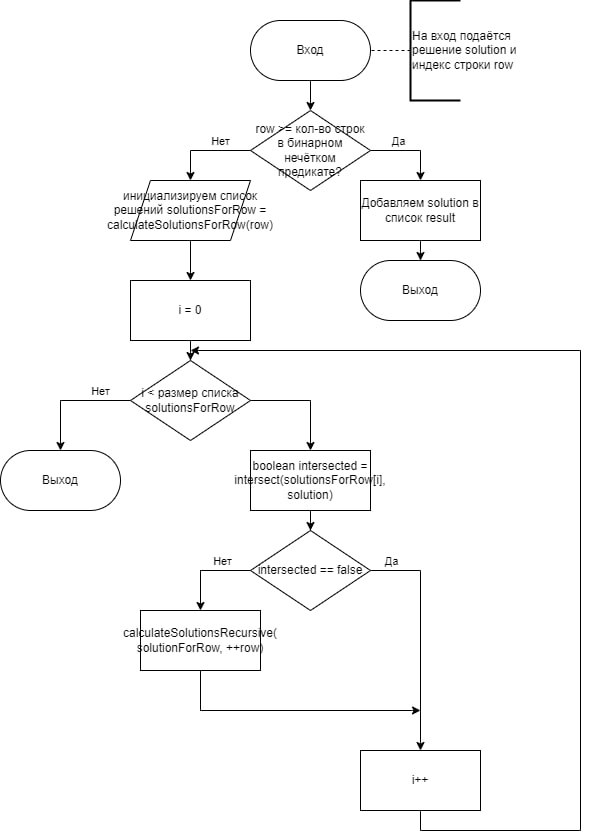 Вход
На вход подаётся
решение solution и
индекс строки row
row >= кол-во строк
в бинарном
нечётком
предикате?
Нет
Да
инициализируем список
решений solutionsForRow =
calculateSolutionsForRow(row)
Добавляем solution в
список result
Выход
i = 0
i < размер списка
solutionsForRow
Нет
Выход
boolean intersected =
intersect(solutionsForRow[i],
solution)
intersected == false
Нет
Да
calculateSolutionsRecursive(
solutionForRow, ++row)
i++